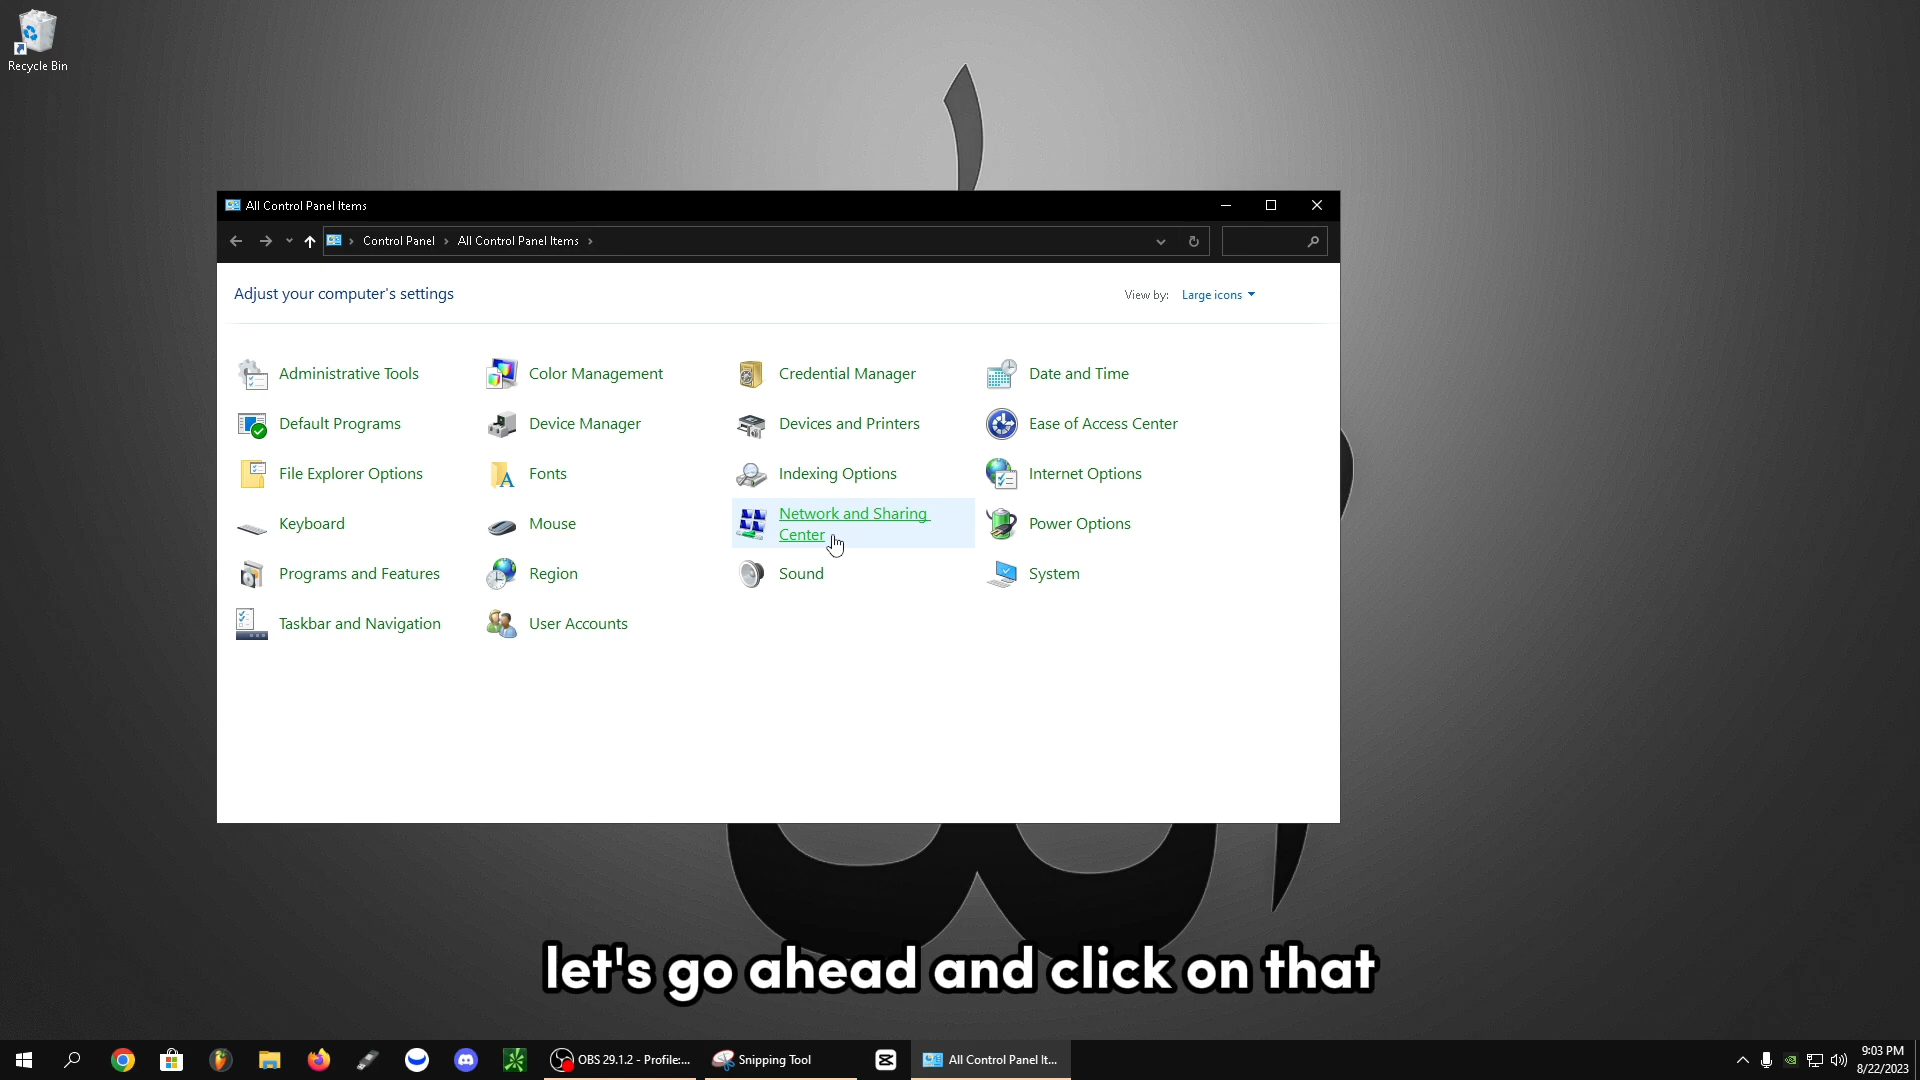 Recycle Bin
All Control Panel Items
Control Panel
All Control Panel Items
Adjust your computer's settings
View by:
Large icons
Administrative Tools
Color Management
Credential Manager
Date and Time
Default Programs
Device Manager
Devices and Printers
Ease of Access Center
File Explorer Options
Fonts
Indexing Options
Internet Options
Keyboard
Mouse
Network and Sharing
Center
Power Options
Programs and Features
Region
Sound
System
Taskbar and Navigation
User Accounts
let's go ahead and click on that
OBS 29.1.2 - Profile:...
Snipping Tool
All Control Panel It...
9:03 PM
8/22/2023